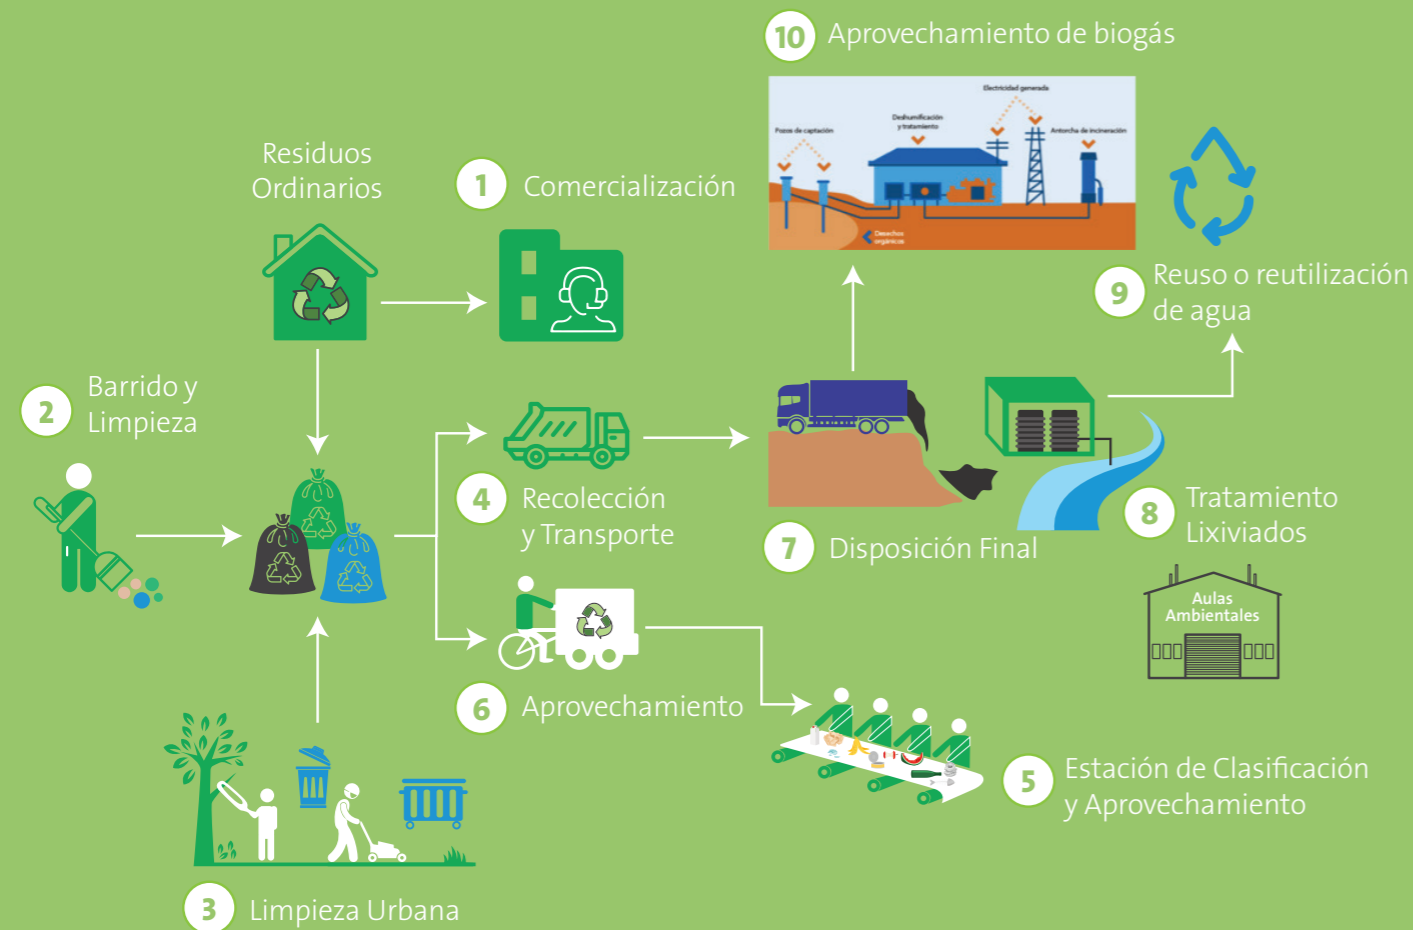 10 Aprovechamiento de biogás
Electricidad generada
Deshumificación
y tratamiento
Pozos de captación
Antorcha de incineración
Desechos
orgánicos
Residuos
Ordinarios
1 Comercialización
9 Reuso o reutilización
de agua
2 Barrido y
Limpieza
4 Recolección
y Transporte
7 Disposición Final
8 Tratamiento
Lixiviados
Aulas
Ambientales
6 Aprovechamiento
5 Estación de Clasificación
y Aprovechamiento
3 Limpieza Urbana